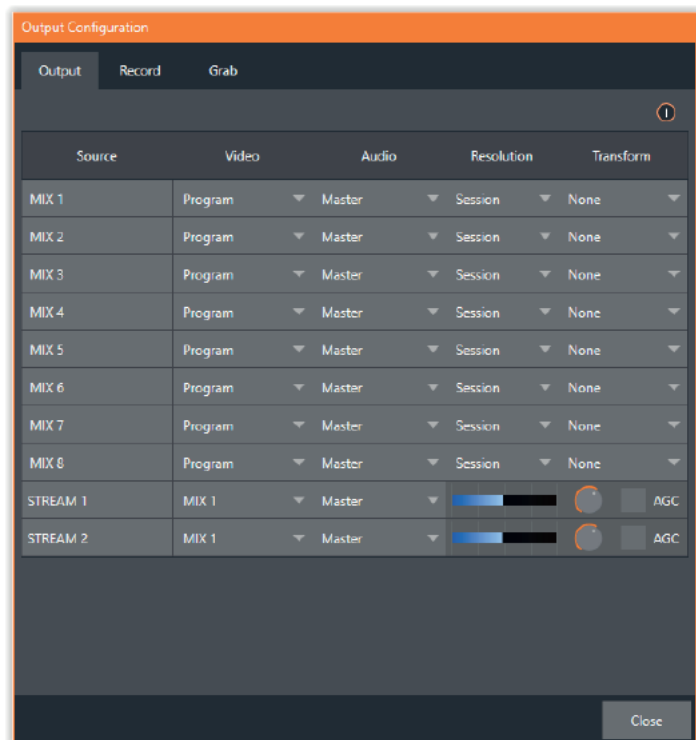 Output Configuration
Output Record Grab
Source Video Audio Resolution Transform
MIX 1 Program Master Session None
MIX 2 Program Master Session None
MIX 3 Program Master Session None
MIX 4 Program Master Session None
MIX 5 Program Master Session None
MIX 6 Program Master Session None
MIX 7 Program Master Session None
MIX 8 Program Master Session None
STREAM 1 MIX 1 Master AGC
STREAM 2 MIX 1 Master AGC
Close